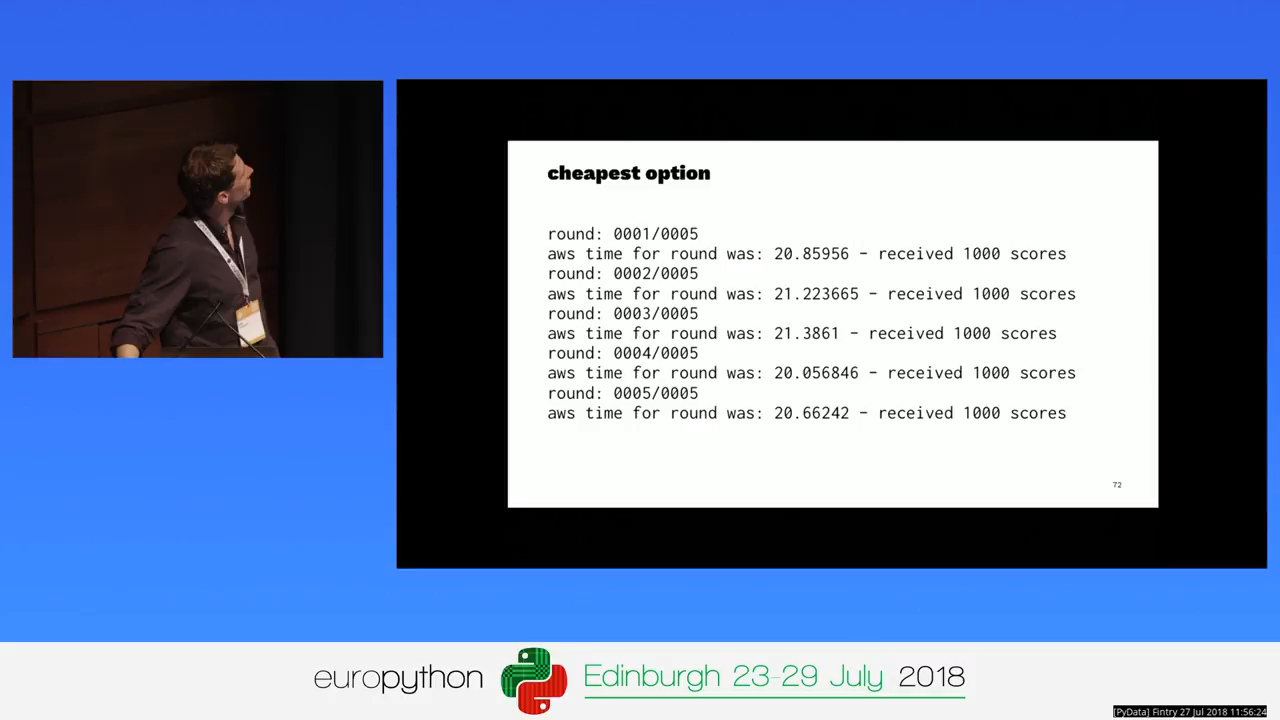 cheapest option
round: 0001/0005
aws time for round was: 20.85956 - received 1000 scores
round: 0002/0005
aws time for round was: 21.223665 - received 1000 scores
round: 0003/0005
aws time for round was: 21.3861 - received 1000 scores
round: 0004/0005
aws time for round was: 20.056846 - received 1000 scores
round: 0005/0005
aws time for round was: 20.66242 - received 1000 scores
72
europython Edinburgh 23-29 July 2018
[PyData] Fintry 27 Jul 2018 11:56:24